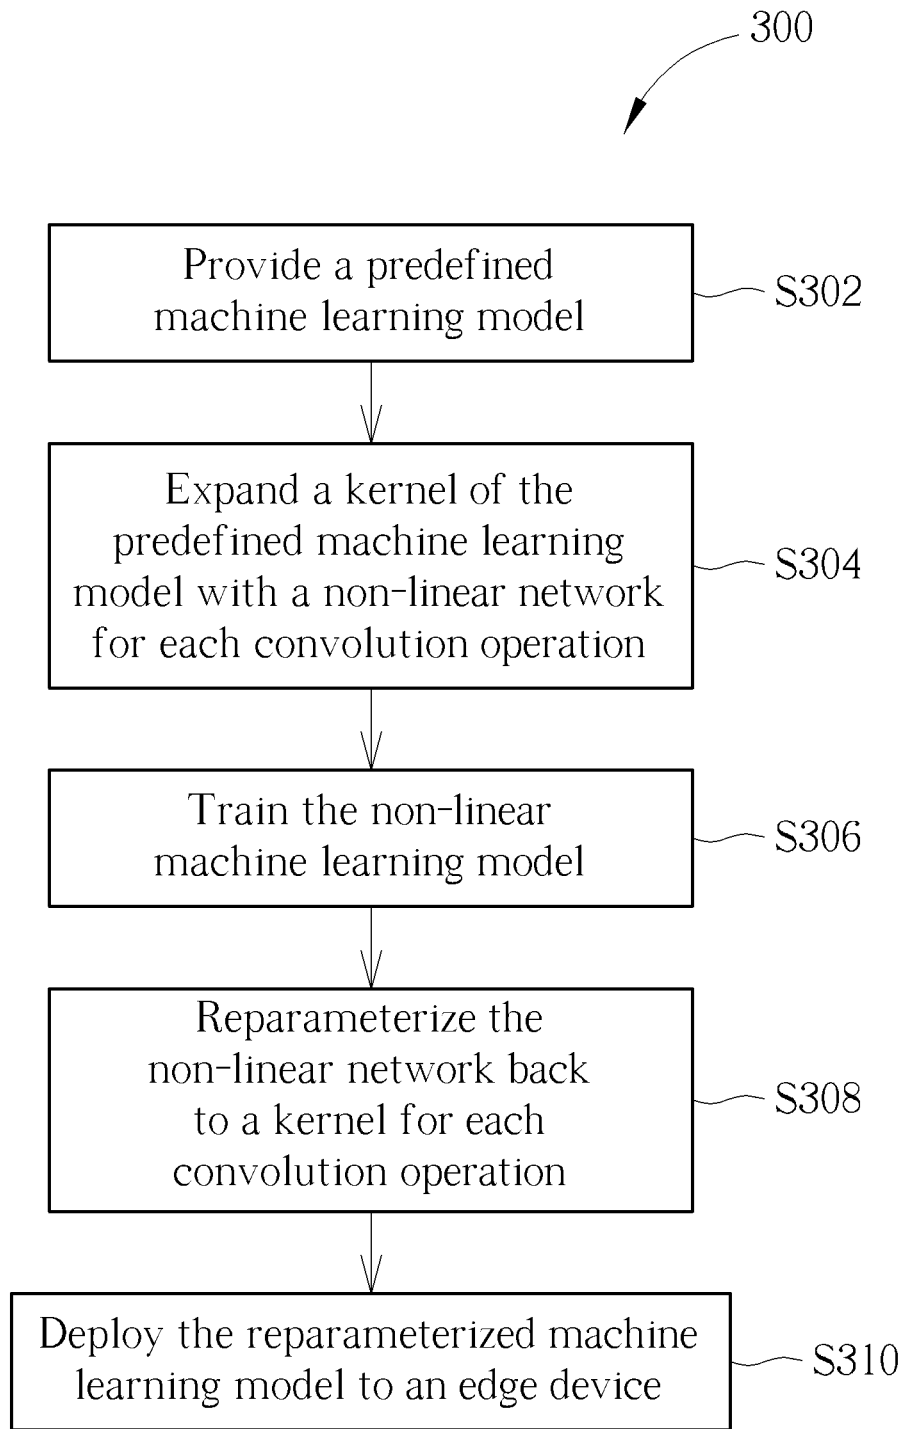 300
Provide a predefined
machine learning model
S302
Expand a kernel of the
predefined machine learning
model with a non-linear network
for each convolution operation
S304
Train the non-linear
machine learning model
S306
Reparameterize the
non-linear network back
to a kernel for each
convolution operation
S308
Deploy the reparameterized machine
learning model to an edge device
S310